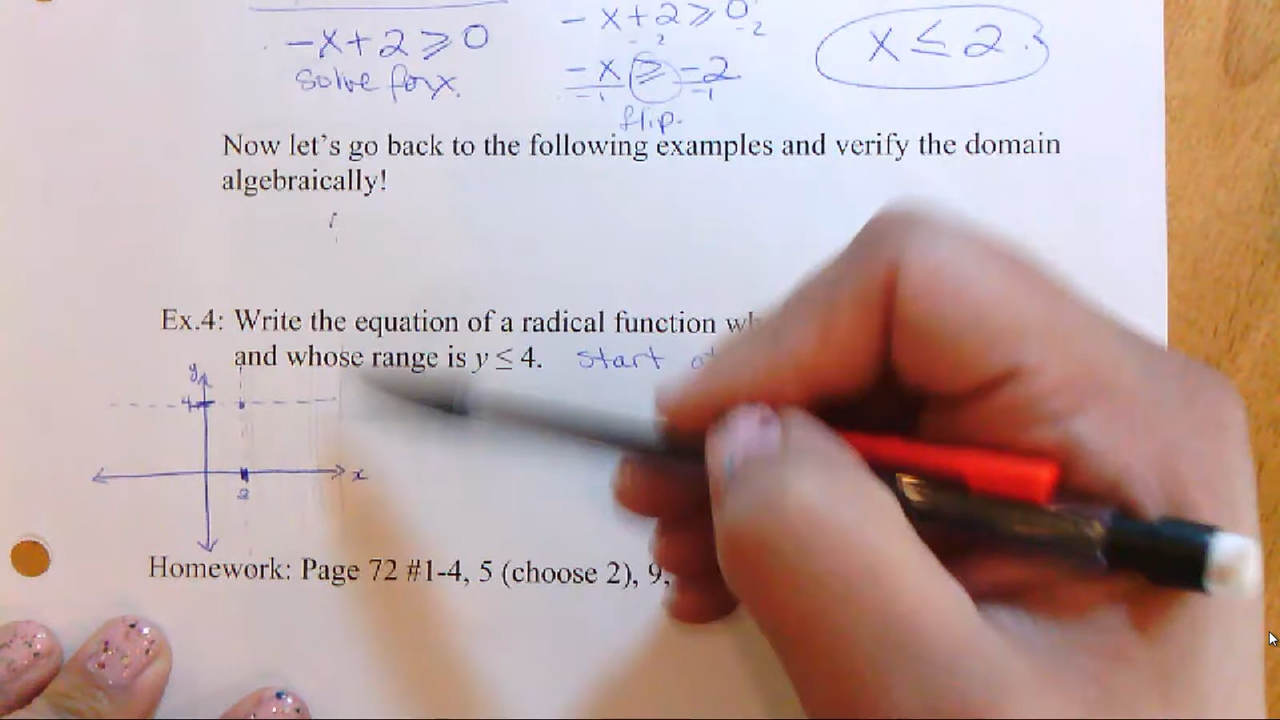 -x+2 ≥ 0
-2 -2
-x+2 ≥ 0
solve for x.
-x ≥ -2
-1 -1
flip.
x ≤ 2
Now let's go back to the following examples and verify the domain
algebraically!
Ex.4: Write the equation of a radical function
and whose range is y ≤ 4. start
y
4
x
2
Homework: Page 72 #1-4, 5 (choose 2), 9,